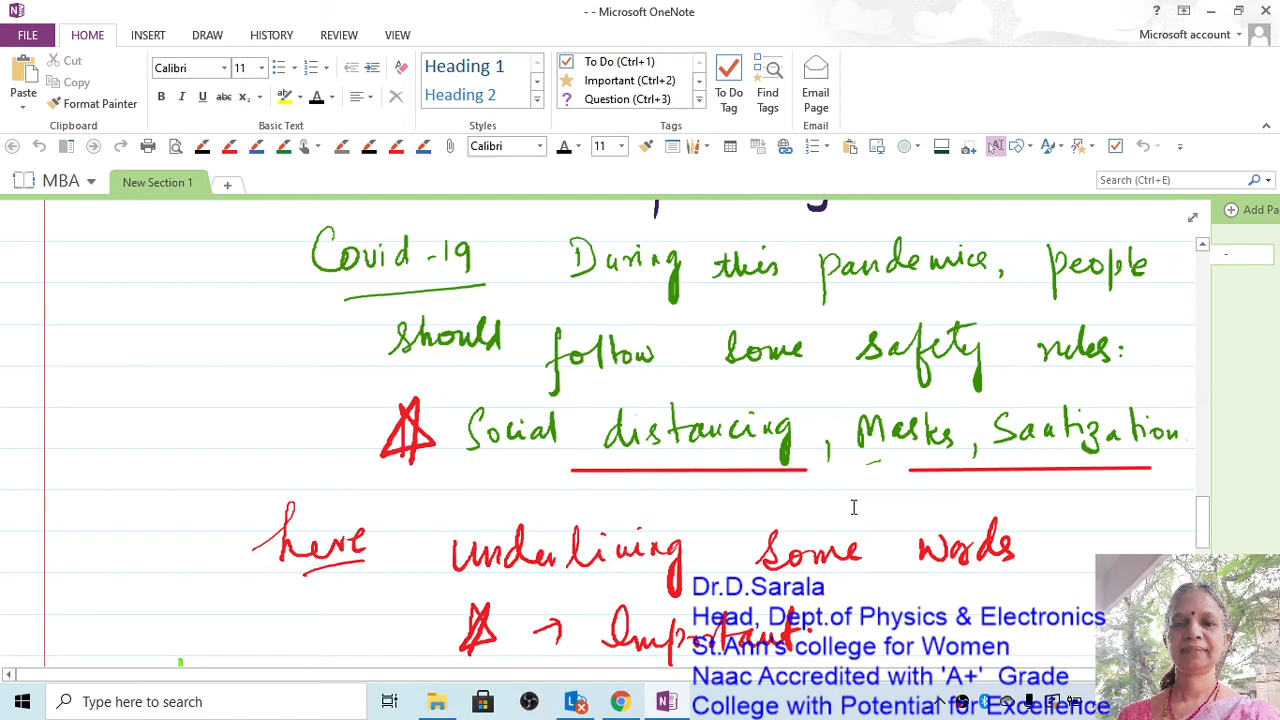 - - Microsoft OneNote
FILE HOME INSERT DRAW HISTORY REVIEW VIEW
Microsoft account
Paste
Cut
Copy
Format Painter
Clipboard
Calibri 11
B I U abc x₂ A
Basic Text
Heading 1
Heading 2
Styles
To Do (Ctrl+1)
Important (Ctrl+2)
Question (Ctrl+3)
To Do Tag
Find Tags
Tags
Email Page
Email
Calibri A 11
MBA New Section 1
Search (Ctrl+E)
Add Pa
Covid-19 During this pandemice, people
should follow some safety rules:
Social distancing, Masks, Santization
here underlining some words
→ Important.
Dr.D.Sarala
Head, Dept.of Physics & Electronics
St.Ann's college for Women
Naac Accredited with 'A+' Grade
College with Potential for Excellence
Type here to search